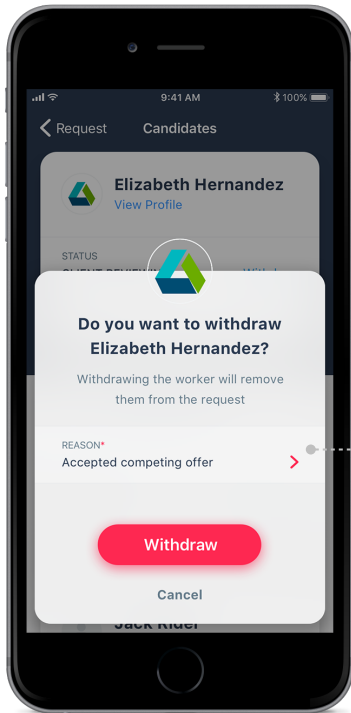 9:41 AM
100%
Request
Candidates
Elizabeth Hernandez
View Profile
STATUS
Do you want to withdraw
Elizabeth Hernandez?
Withdrawing the worker will remove
them from the request
REASON*
Accepted competing offer
Withdraw
Cancel
Jack Rider